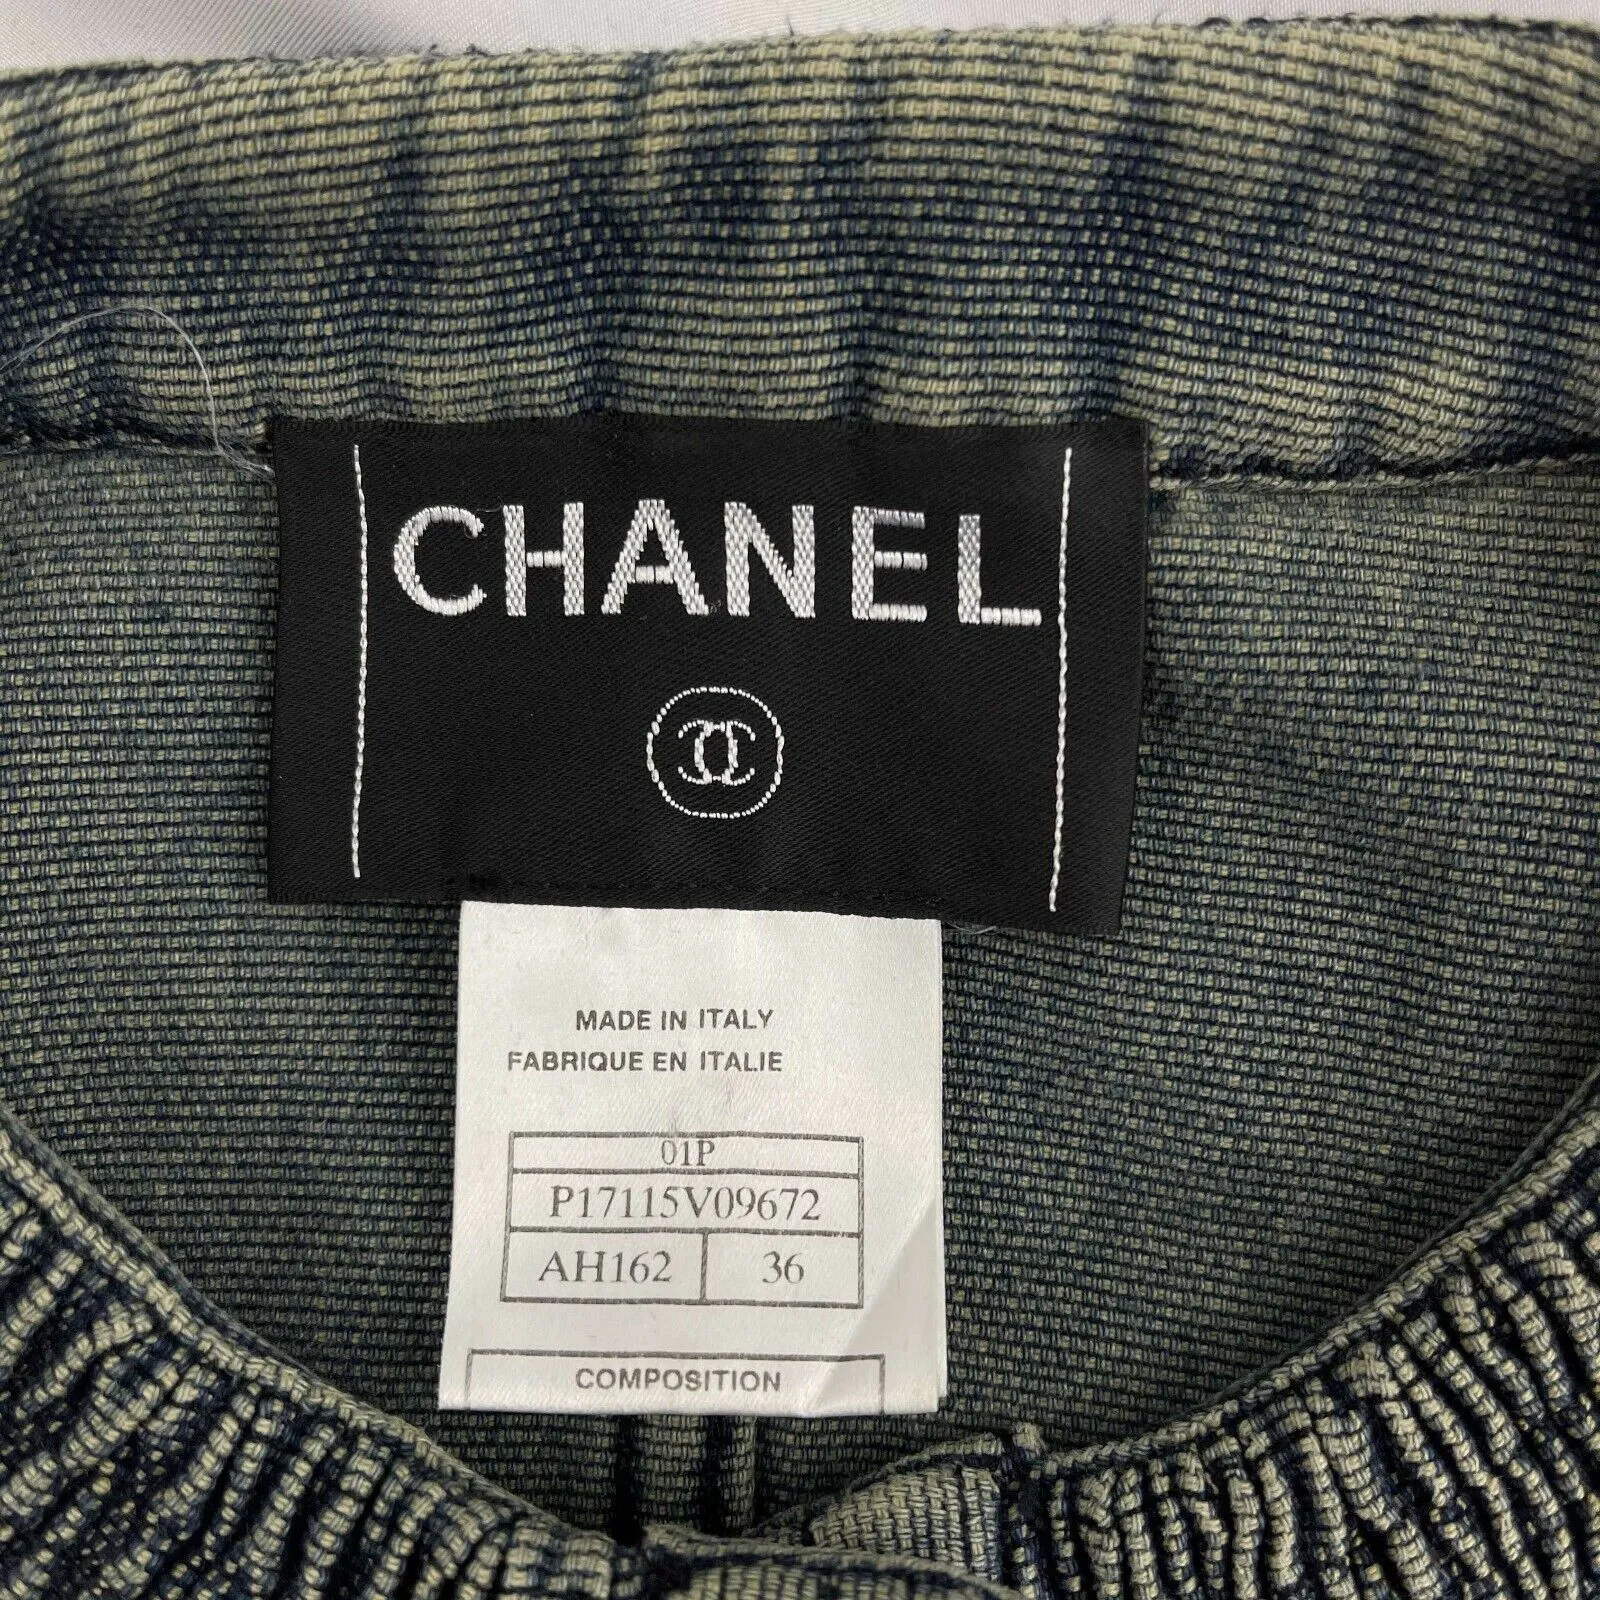 CHANEL
MADE IN ITALY
FABRIQUE EN ITALIE
01P
P17115V09672
AH162 36
COMPOSITION